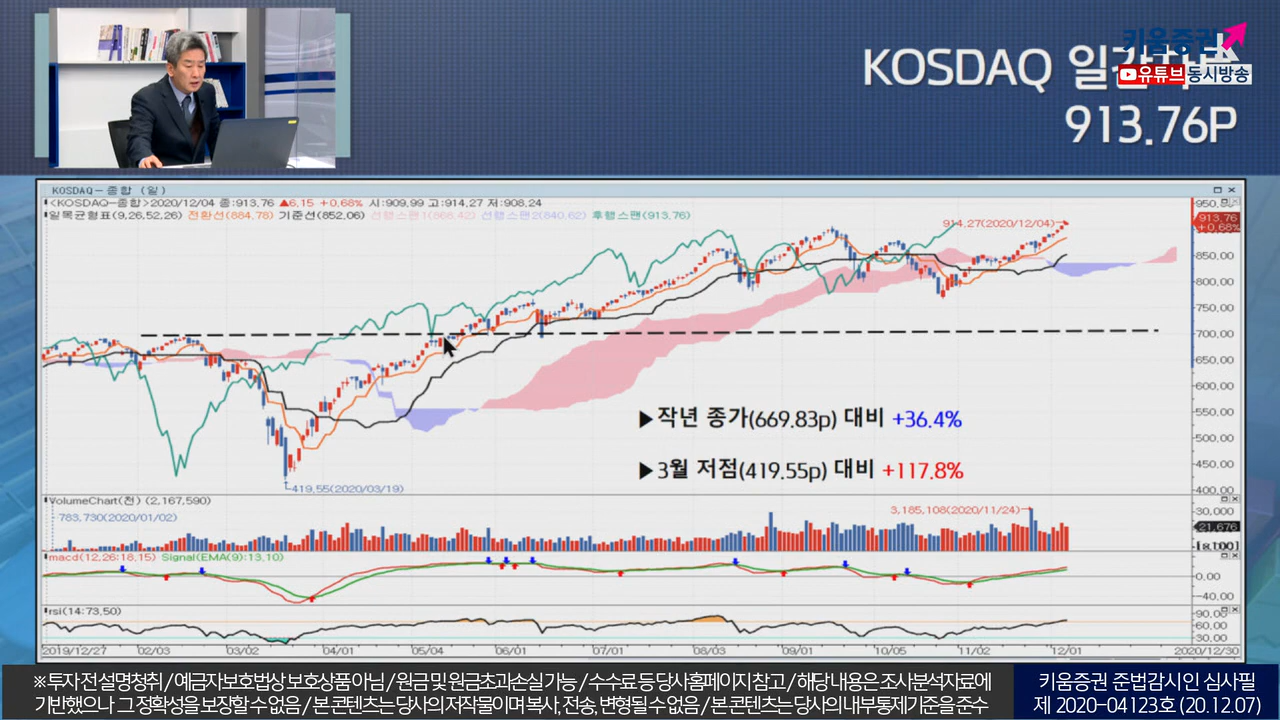 키움증권
유튜브동시방송
KOSDAQ
913.76P
KOSDAQ-종합 (일)
<KOSDAQ-종합>2020/12/04 종:913.76 ▲6.15 +0.68% 시:909.99 고:914.27 저:908.24
일목균형표(9,26,52,26) 전환선(884.78) 기준선(852.06) 선행스팬1(868.42) 선행스팬2(840.62) 후행스팬(913.76)
914.27(2020/12/04)
950.
913.76
+0.68%
850.00
800.00
750.00
700.00
650.00
600.00
550.00
500.00
450.00
400.00
▶작년 종가(669.83p) 대비 +36.4%
▶3월 저점(419.55p) 대비 +117.8%
419.55(2020/03/19)
VolumeChart(천) (2,167,590)
783,730(2020/01/02)
3,185,108(2020/11/24)
30,000
21,676
macd(12,26:18.15) Signal(EMA(9):13.10)
0.00
-40.00
rsi(14:73.50)
90.00
60.00
30.00
2019/12/27 02/03 03/02 04/01 05/04 06/01 07/01 08/03 09/01 10/05 11/02 12/01 2020/12/30
※ 투자 전 설명청취 / 예금자보호법상 보호상품 아님 / 원금 및 원금초과손실 가능 / 수수료 등 당사홈페이지 참고 / 해당 내용은 조사분석자료에
기반했으나 그 정확성을 보장할 수 없음 / 본 콘텐츠는 당사의 저작물이며 복사, 전송, 변형될 수 없음 / 본 콘텐츠는 당사의 내부통제기준을 준수
키움증권 준법감시인 심사필
제 2020-04123호 (20.12.07)